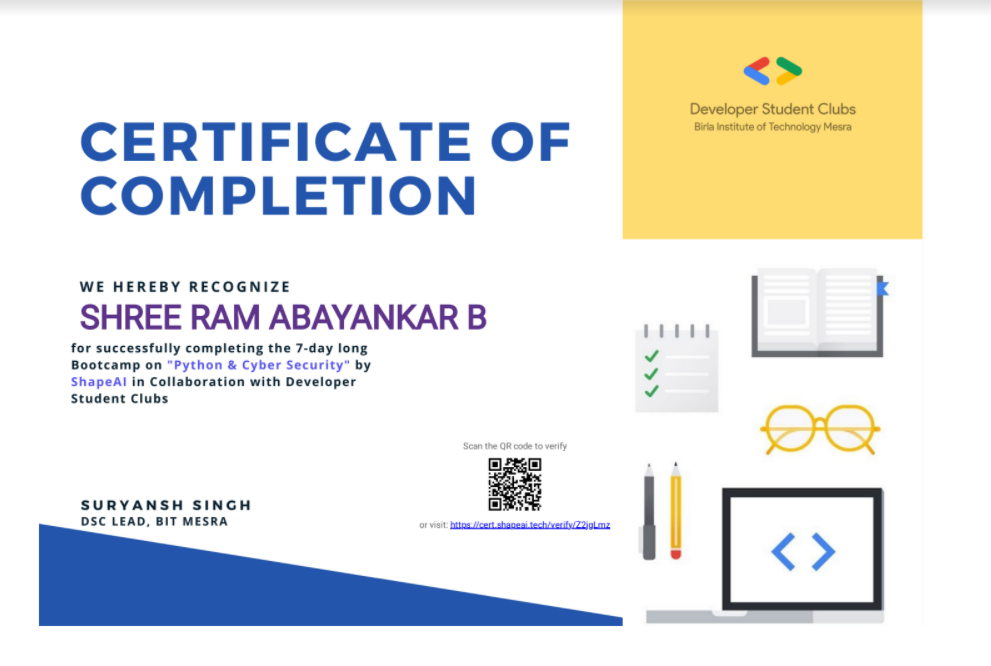 CERTIFICATE OF
COMPLETION
WE HEREBY RECOGNIZE
SHREE RAM ABAYANKAR B
for successfully completing the 7-day long
Bootcamp on "Python & Cyber Security" by
ShapeAI in Collaboration with Developer
Student Clubs
Scan the QR code to verify
or visit: https://cert.shapeai.tech/verify/Z2jgLmz
SURYANSH SINGH
DSC LEAD, BIT MESRA
Developer Student Clubs
Birla Institute of Technology Mesra